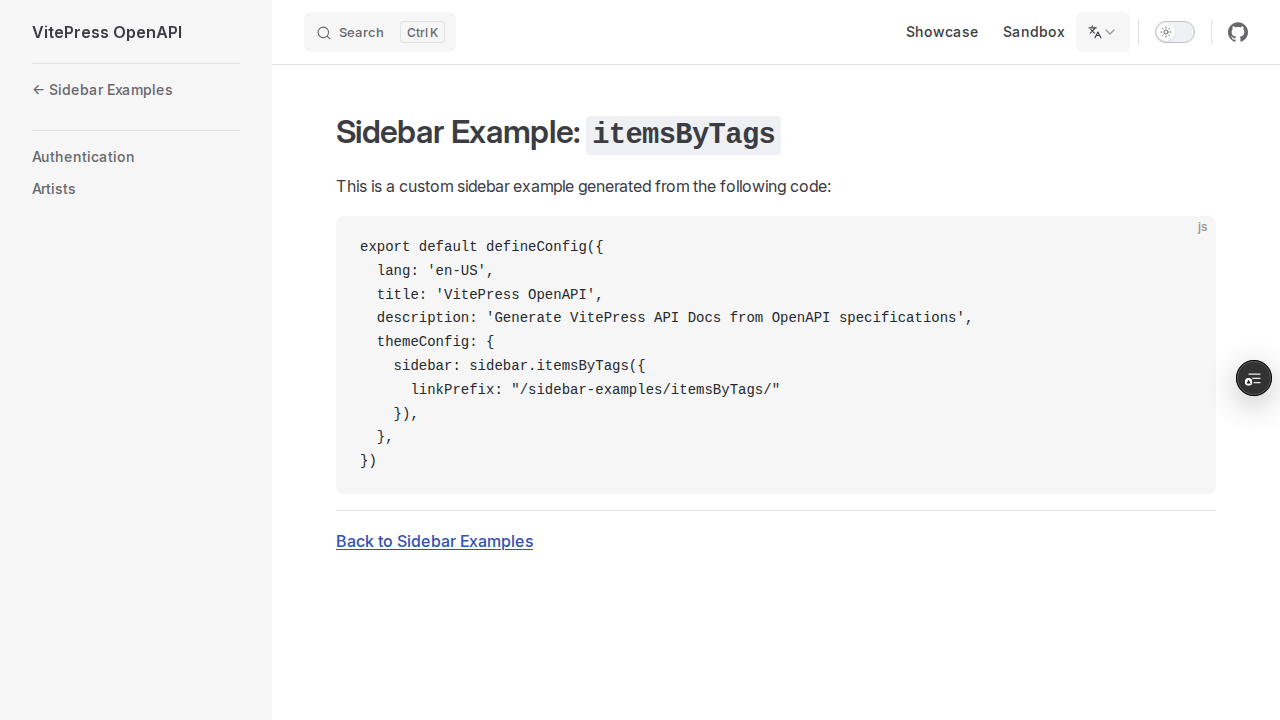 VitePress OpenAPI
← Sidebar Examples
Authentication
Artists
Search Ctrl K
Showcase
Sandbox
Sidebar Example: itemsByTags
This is a custom sidebar example generated from the following code:
js
export default defineConfig({
  lang: 'en-US',
  title: 'VitePress OpenAPI',
  description: 'Generate VitePress API Docs from OpenAPI specifications',
  themeConfig: {
    sidebar: sidebar.itemsByTags({
      linkPrefix: "/sidebar-examples/itemsByTags/"
    }),
  },
})
Back to Sidebar Examples